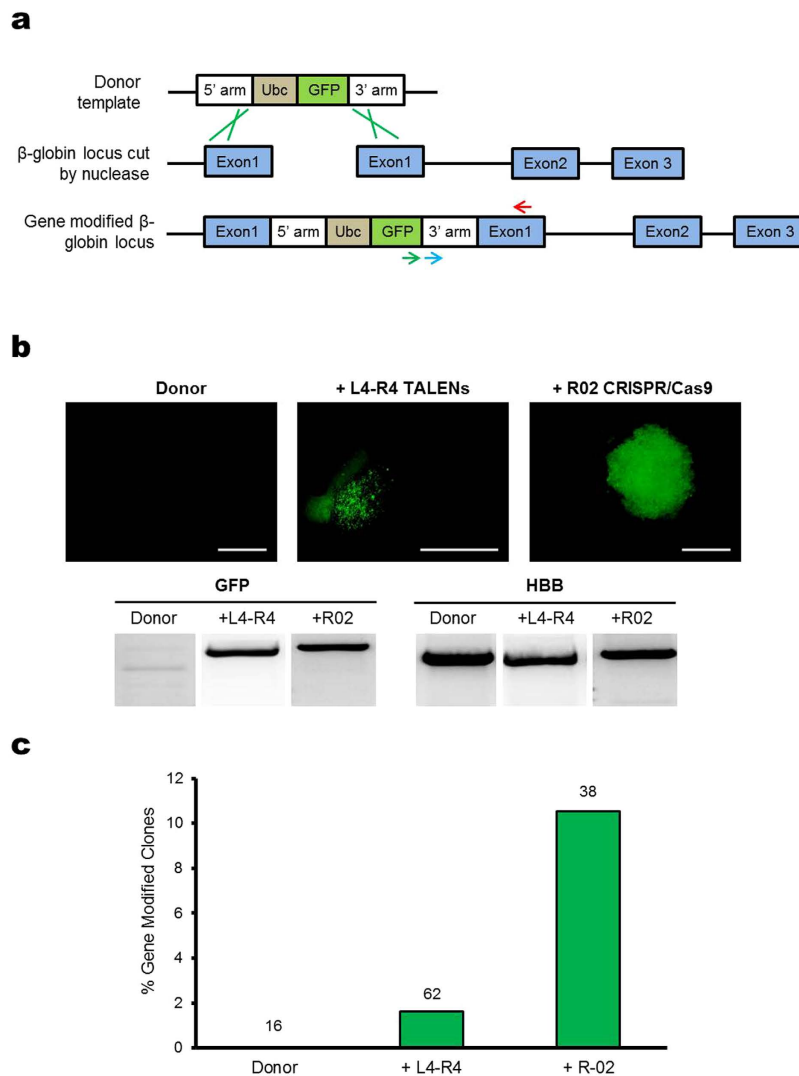 a
Donor template
5' arm Ubc GFP 3' arm
β-globin locus cut by nuclease
Exon1 Exon1 Exon2 Exon 3
Gene modified β-globin locus
Exon1 5' arm Ubc GFP 3' arm Exon1 Exon2 Exon 3
b
Donor + L4-R4 TALENs + R02 CRISPR/Cas9
GFP HBB
Donor +L4-R4 +R02 Donor +L4-R4 +R02
c
% Gene Modified Clones
12
10
8
6
4
2
0
16
62
38
Donor + L4-R4 + R-02